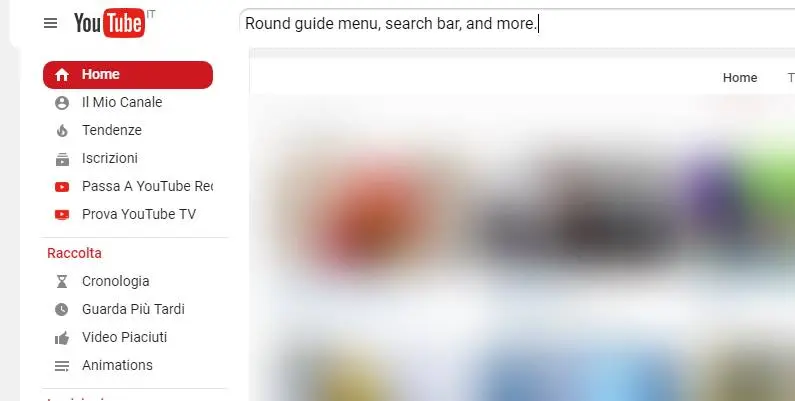 YouTube IT
Round guide menu, search bar, and more.
Home
Home
Il Mio Canale
Tendenze
Iscrizioni
Passa A YouTube Red
Prova YouTube TV
Raccolta
Cronologia
Guarda Più Tardi
Video Piaciuti
Animations